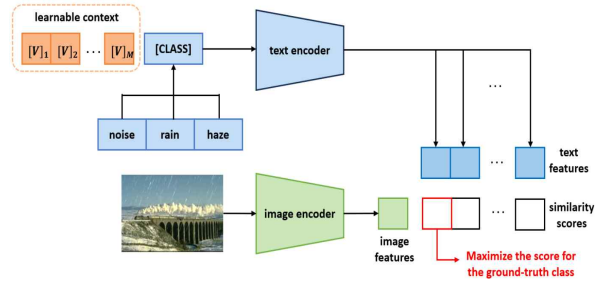 learnable context
[V]₁ [V]₂ ... [V]ₘ
[CLASS]
text encoder
...
noise rain haze
... text
features
image encoder
... similarity
scores
image
features
Maximize the score for
the ground-truth class